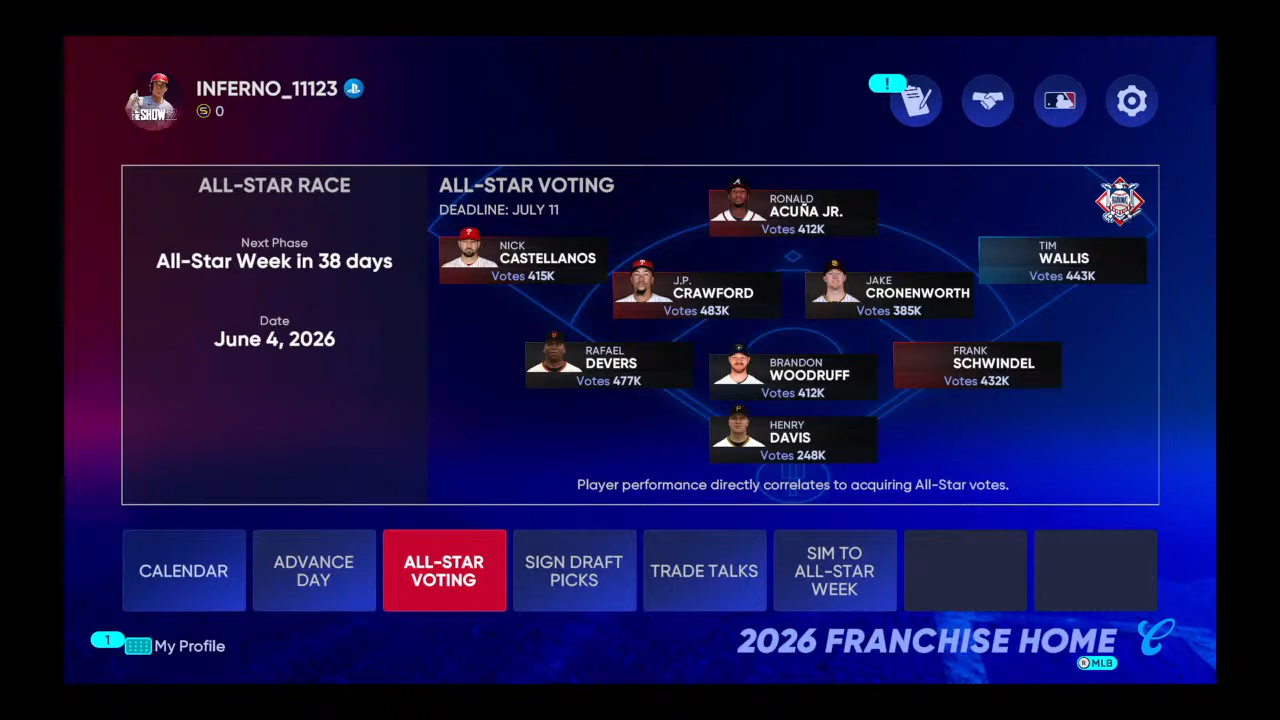 INFERNO_11123
S 0
THE SHOW 22
!
ALL-STAR RACE
Next Phase
All-Star Week in 38 days
Date
June 4, 2026
ALL-STAR VOTING
DEADLINE: JULY 11
RONALD
ACUÑA JR.
Votes 412K
NICK
CASTELLANOS
Votes 415K
TIM
WALLIS
Votes 443K
J.P.
CRAWFORD
Votes 483K
JAKE
CRONENWORTH
Votes 385K
RAFAEL
DEVERS
Votes 477K
BRANDON
WOODRUFF
Votes 412K
FRANK
SCHWINDEL
Votes 432K
HENRY
DAVIS
Votes 248K
Player performance directly correlates to acquiring All-Star votes.
CALENDAR
ADVANCE
DAY
ALL-STAR
VOTING
SIGN DRAFT
PICKS
TRADE TALKS
SIM TO
ALL-STAR
WEEK
1
My Profile
2026 FRANCHISE HOME
C
R MLB